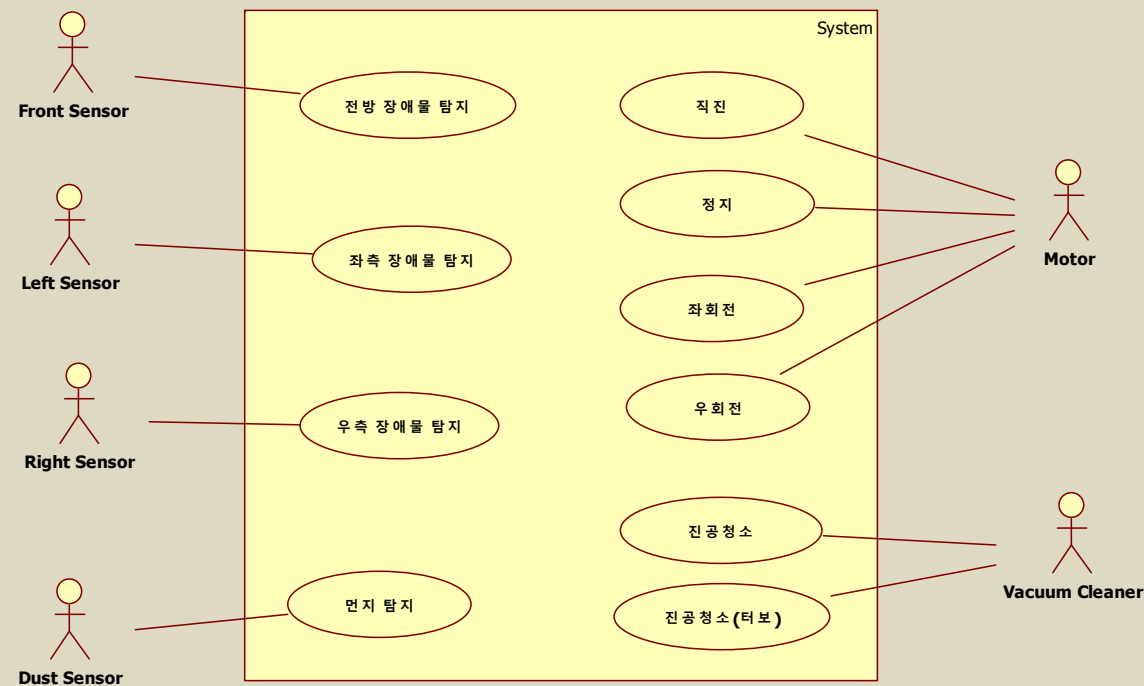 System
Front Sensor
전방 장애물 탐지
직진
정지
Left Sensor
좌측 장애물 탐지
Motor
좌회전
우회전
Right Sensor
우측 장애물 탐지
진공청소
Vacuum Cleaner
먼지 탐지
진공청소(터보)
Dust Sensor